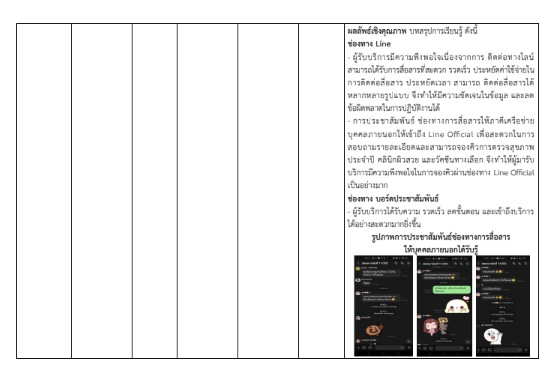 ผลลัพธ์เชิงคุณภาพ บทสรุปการเรียนรู้ ดังนี้
ช่องทาง Line
- ผู้รับบริการมีความพึงพอใจเนื่องจากการ ติดต่อทางไลน์
สามารถได้รับการสื่อสารที่สะดวก รวดเร็ว ประหยัดค่าใช้จ่ายใน
การติดต่อสื่อสาร ประหยัดเวลา สามารถ ติดต่อสื่อสารได้
หลากหลายรูปแบบ จึงทำให้มีความชัดเจนในข้อมูล และลด
ข้อผิดพลาดในการปฏิบัติงานได้
- การประชาสัมพันธ์ ช่องทางการสื่อสารให้ภาคีเครือข่าย
บุคคลภายนอกให้เข้าถึง Line Official เพื่อสะดวกในการ
สอบถามรายละเอียดและสามารถจองคิวการตรวจสุขภาพ
ประจำปี คลินิกผิวสวย และวัคซีนทางเลือก จึงทำให้ผู้มารับ
บริการมีความพึงพอใจในการจองคิวผ่านช่องทาง Line Official
เป็นอย่างมาก
ช่องทาง บอร์ดประชาสัมพันธ์
- ผู้รับบริการได้รับความ รวดเร็ว ลดขั้นตอน และเข้าถึงบริการ
ได้อย่างสะดวกมากยิ่งขึ้น
รูปภาพการประชาสัมพันธ์ช่องทางการสื่อสาร
ให้บุคคลภายนอกได้รับรู้